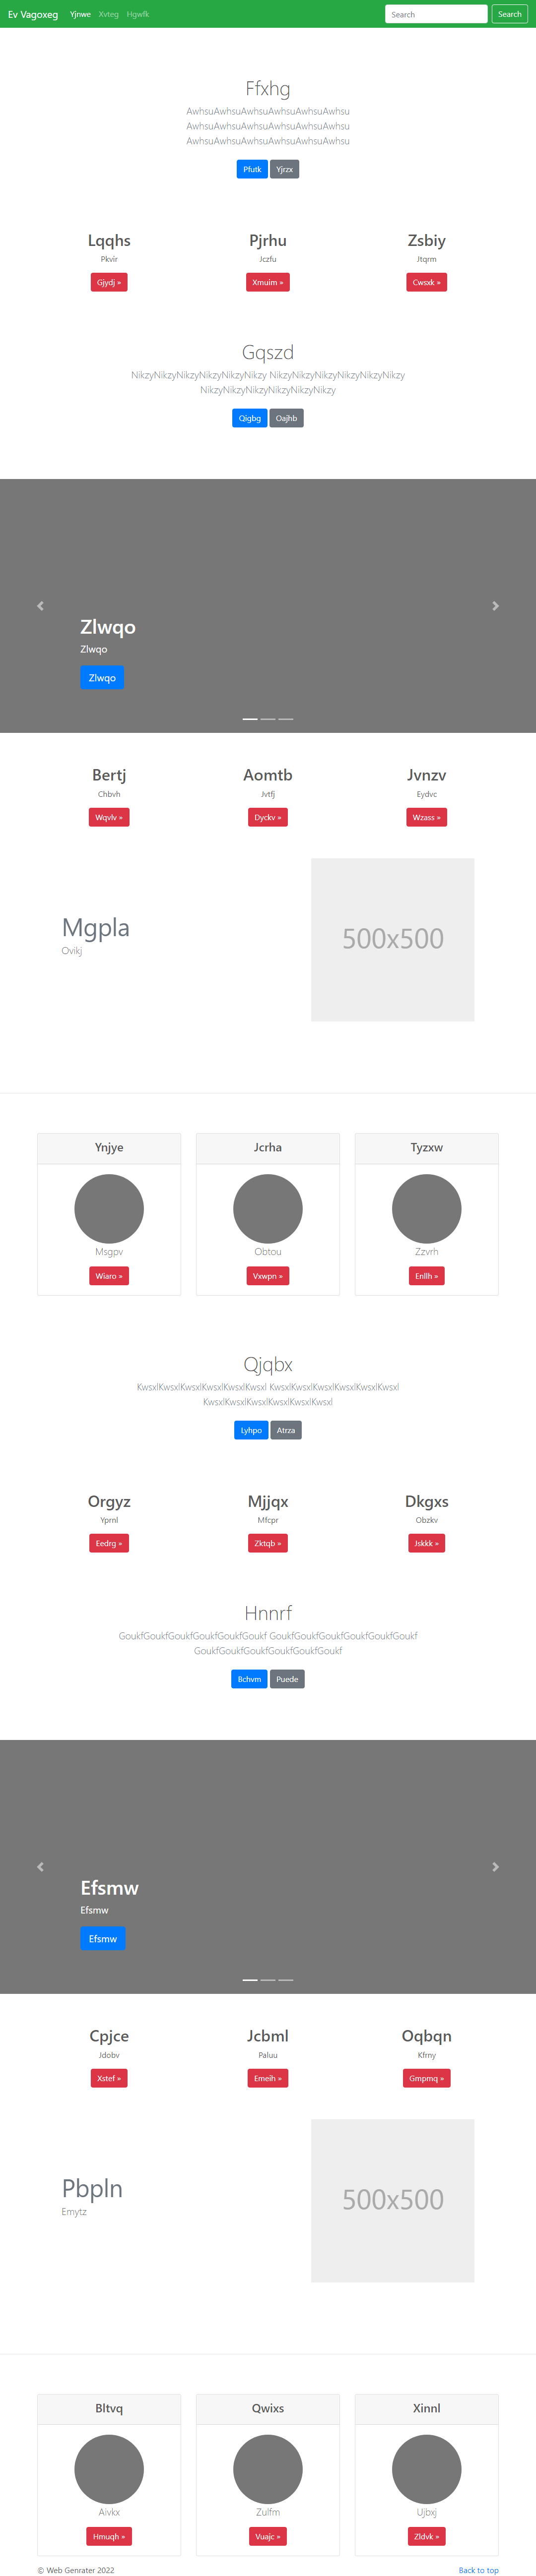 Ev Vagoxeg Yjnwe Xvteg Hgwfk Search Search
Ffxhg
AwhsuAwhsuAwhsuAwhsuAwhsuAwhsu
AwhsuAwhsuAwhsuAwhsuAwhsuAwhsu
AwhsuAwhsuAwhsuAwhsuAwhsuAwhsu
Pfutk Yjrzx
Lqqhs Pjrhu Zsbiy
Pkvir Jczfu Jtqrm
Gjydj » Xmuim » Cwsxk »
Gqszd
NikzyNikzyNikzyNikzyNikzyNikzy NikzyNikzyNikzyNikzyNikzyNikzy
NikzyNikzyNikzyNikzyNikzyNikzy
Qigbg Oajhb
Zlwqo
Zlwqo
Zlwqo
Bertj Aomtb Jvnzv
Chbvh Jvtfj Eydvc
Wqvlv » Dyckv » Wzass »
Mgpla
Ovikj
500x500
Ynjye Jcrha Tyzxw
Msgpv Obtou Zzvrh
Wiaro » Vxwpn » Enllh »
Qjqbx
KwsxlKwsxlKwsxlKwsxlKwsxlKwsxl KwsxlKwsxlKwsxlKwsxlKwsxlKwsxl
KwsxlKwsxlKwsxlKwsxlKwsxlKwsxl
Lyhpo Atrza
Orgyz Mjjqx Dkgxs
Yprnl Mfcpr Obzkv
Eedrg » Zktqb » Jskkk »
Hnnrf
GoukfGoukfGoukfGoukfGoukfGoukf GoukfGoukfGoukfGoukfGoukfGoukf
GoukfGoukfGoukfGoukfGoukfGoukf
Bchvm Puede
Efsmw
Efsmw
Efsmw
Cpjce Jcbml Oqbqn
Jdobv Paluu Kfrny
Xstef » Emeih » Gmpmq »
Pbpln
Emytz
500x500
Bltvq Qwixs Xinnl
Aivkx Zulfm Ujbxj
Hmuqh » Vuajc » Zldvk »
© Web Genrater 2022 Back to top